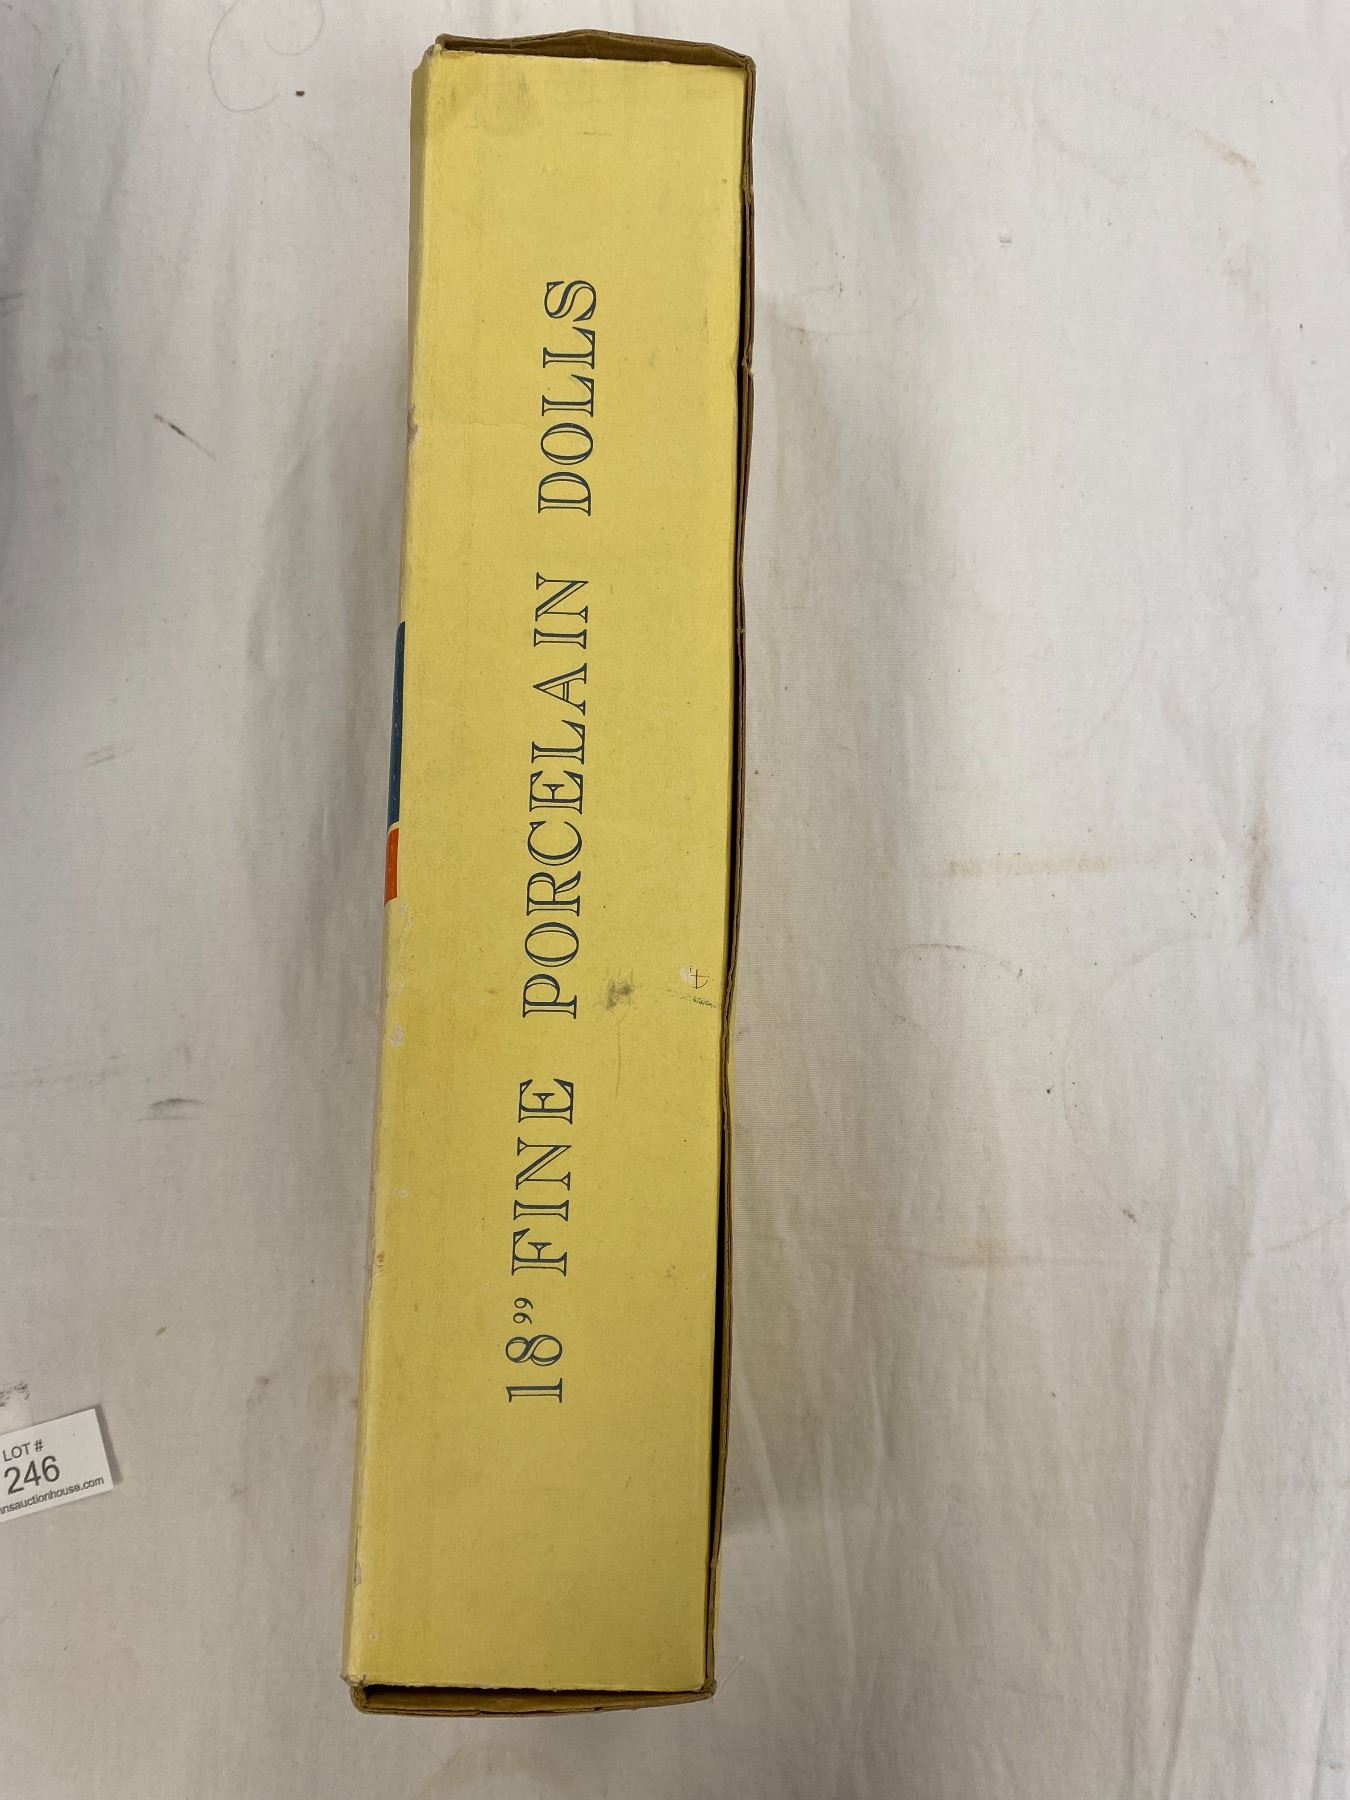 18” FINE PORCELAIN DOLLS
LOT #
246